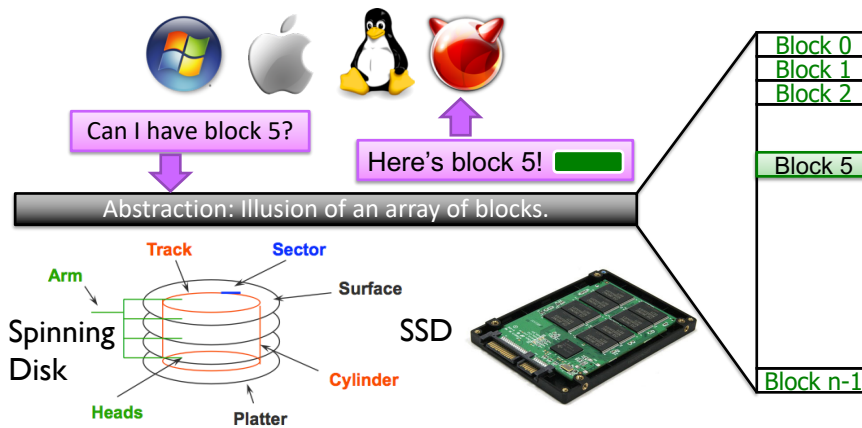 Block 0
Block 1
Block 2
Can I have block 5?
Here's block 5!
Block 5
Abstraction: Illusion of an array of blocks.
Track
Sector
Arm
Surface
Spinning
Disk
SSD
Cylinder
Block n-1
Heads
Platter